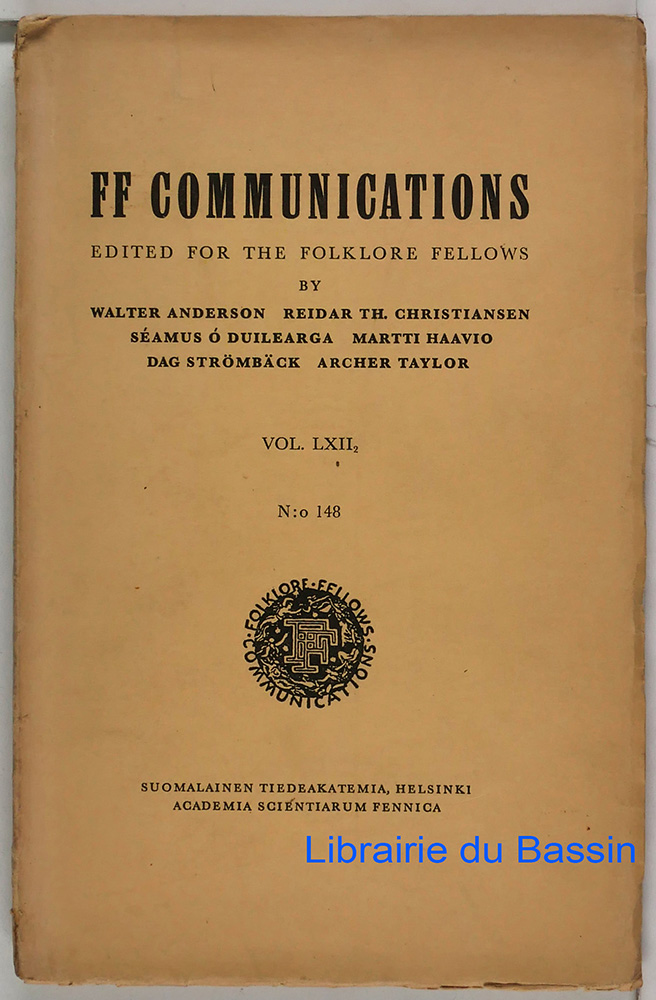 FF COMMUNICATIONS
EDITED FOR THE FOLKLORE FELLOWS
BY
WALTER ANDERSON REIDAR TH. CHRISTIANSEN
SÉAMUS Ó DUILEARGA MARTTI HAAVIO
DAG STRÖMBÄCK ARCHER TAYLOR
VOL. LXII₂
N:o 148
FOLKLORE · FELLOWS ·
COMMUNICATIONS ·
FF
SUOMALAINEN TIEDEAKATEMIA, HELSINKI
ACADEMIA SCIENTIARUM FENNICA
Librairie du Bassin